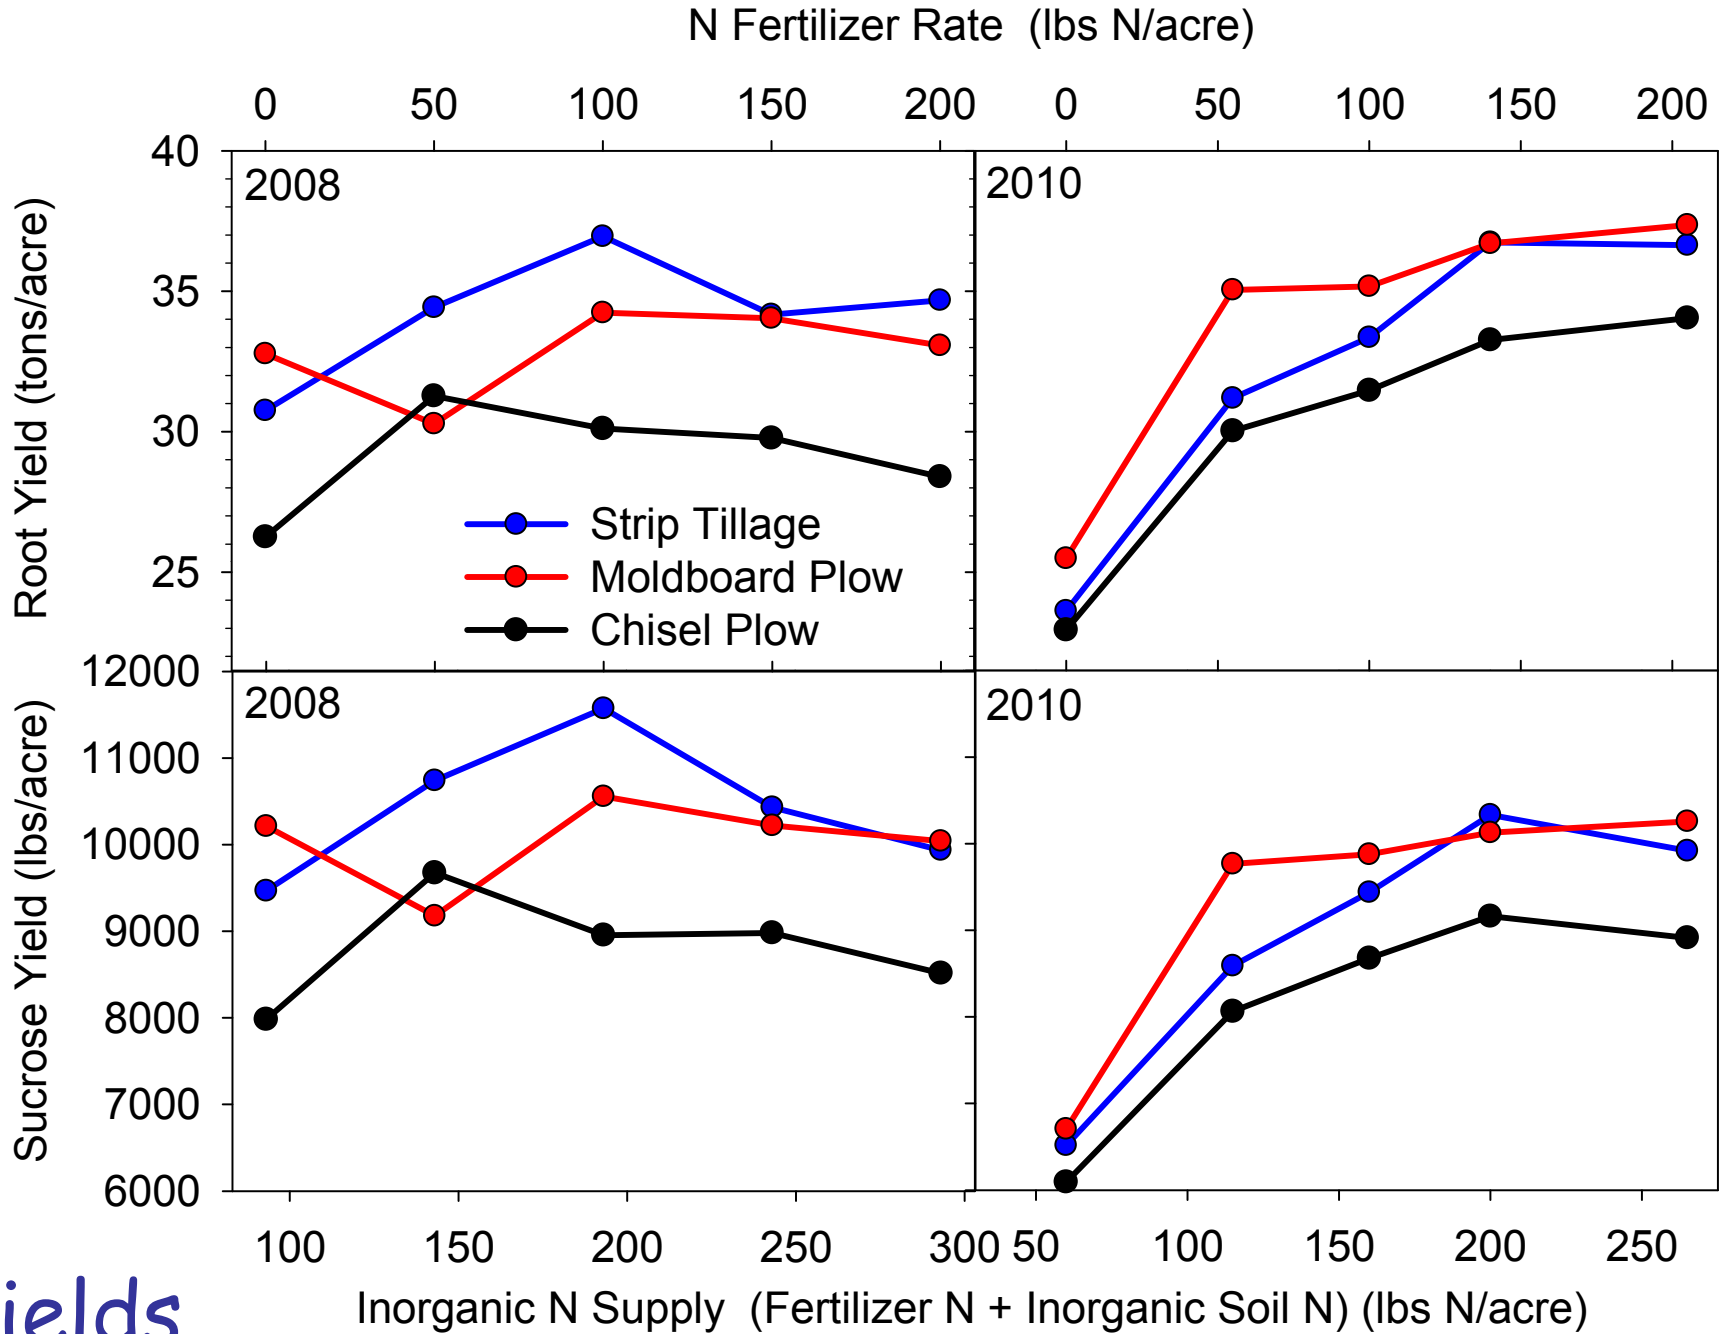 N Fertilizer Rate (lbs N/acre)
0 50 100 150 200 0 50 100 150 200
40
35
30
25
Root Yield (tons/acre)
2008
2010
Strip Tillage
Moldboard Plow
Chisel Plow
12000
11000
10000
9000
8000
7000
6000
Sucrose Yield (lbs/acre)
2008
2010
100 150 200 250 300 50 100 150 200 250
Inorganic N Supply (Fertilizer N + Inorganic Soil N) (lbs N/acre)
ields